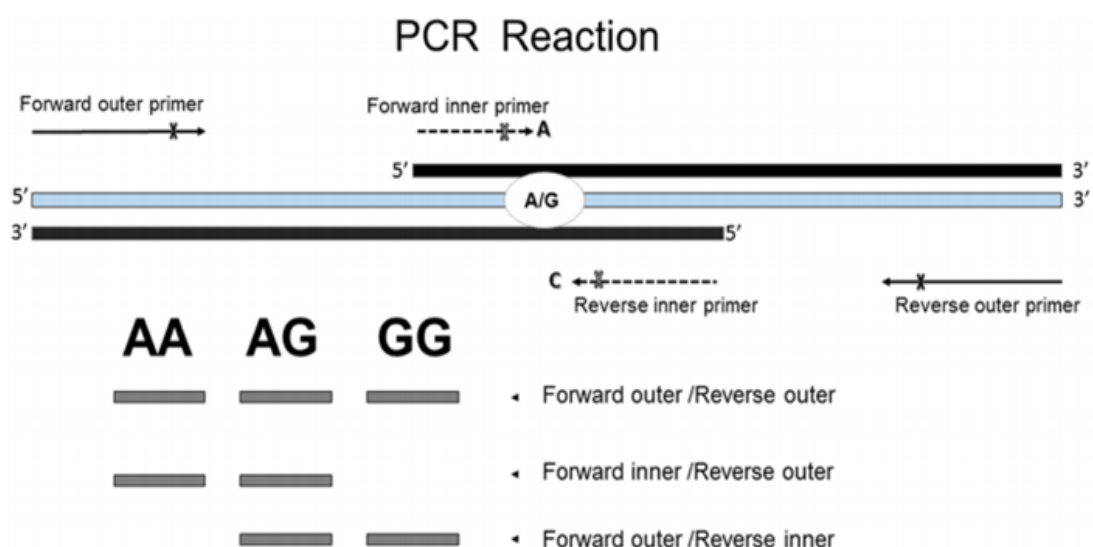 PCR Reaction
Forward outer primer
Forward inner primer
A
5′ 3′
5′ A/G 3′
3′ 5′
C
Reverse inner primer
Reverse outer primer
AA AG GG
Forward outer /Reverse outer
Forward inner /Reverse outer
Forward outer /Reverse inner